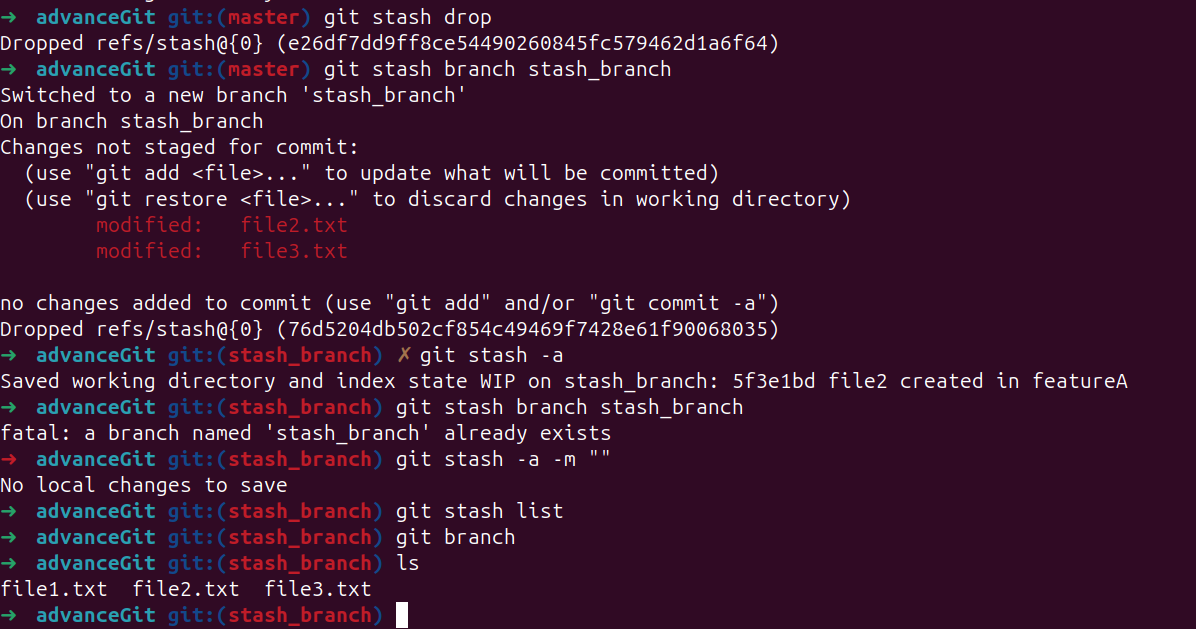 ➜  advanceGit git:(master) git stash drop
Dropped refs/stash@{0} (e26df7dd9ff8ce54490260845fc579462d1a6f64)
➜  advanceGit git:(master) git stash branch stash_branch
Switched to a new branch 'stash_branch'
On branch stash_branch
Changes not staged for commit:
  (use "git add <file>..." to update what will be committed)
  (use "git restore <file>..." to discard changes in working directory)
        modified:   file2.txt
        modified:   file3.txt

no changes added to commit (use "git add" and/or "git commit -a")
Dropped refs/stash@{0} (76d5204db502cf854c49469f7428e61f90068035)
➜  advanceGit git:(stash_branch) ✗ git stash -a
Saved working directory and index state WIP on stash_branch: 5f3e1bd file2 created in featureA
➜  advanceGit git:(stash_branch) git stash branch stash_branch
fatal: a branch named 'stash_branch' already exists
➜  advanceGit git:(stash_branch) git stash -a -m ""
No local changes to save
➜  advanceGit git:(stash_branch) git stash list
➜  advanceGit git:(stash_branch) git branch
➜  advanceGit git:(stash_branch) ls
file1.txt  file2.txt  file3.txt
➜  advanceGit git:(stash_branch)